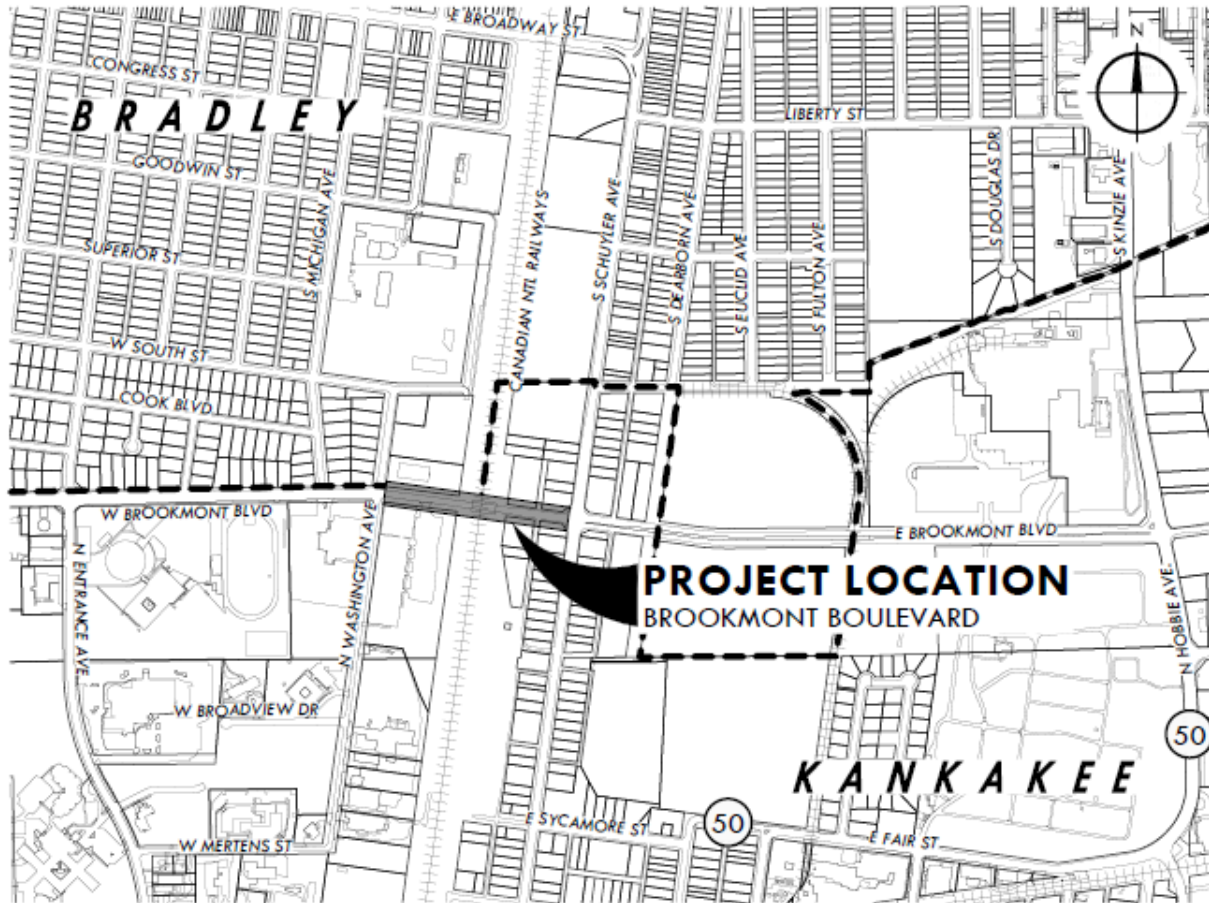 E BROADWAY ST
CONGRESS ST
BRADLEY
N
LIBERTY ST
GOODWIN ST
S MICHIGAN AVE
SUPERIOR ST
CANADIAN NTL RAILWAYS
S SCHUYLER AVE
S DEARBORN AVE
S EUCLID AVE
S FULTON AVE
S DOUGLAS DR
S KINZIE AVE
W SOUTH ST
COOK BLVD
W BROOKMONT BLVD
E BROOKMONT BLVD
N ENTRANCE AVE
N WASHINGTON AVE
PROJECT LOCATION
BROOKMONT BOULEVARD
N HOBBIE AVE.
W BROADVIEW DR
50
KANKAKEE
E SYCAMORE ST
50
E FAIR ST
W MERTENS ST